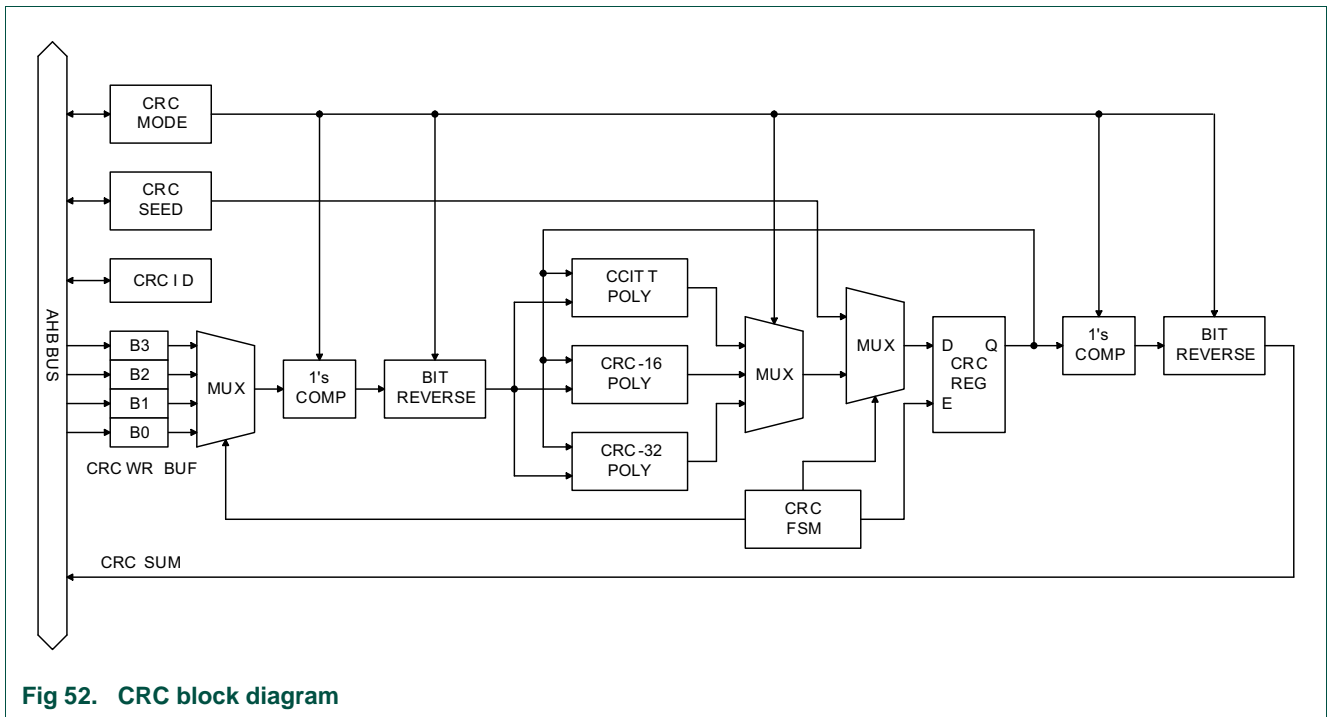 AHB BUS
CRC
MODE
CRC
SEED
CRC ID
B3
B2
B1
B0
CRC WR BUF
MUX
1's
COMP
BIT
REVERSE
CCITT
POLY
CRC-16
POLY
CRC-32
POLY
MUX
MUX
CRC
FSM
D Q
CRC
REG
E
1's
COMP
BIT
REVERSE
CRC SUM
Fig 52. CRC block diagram